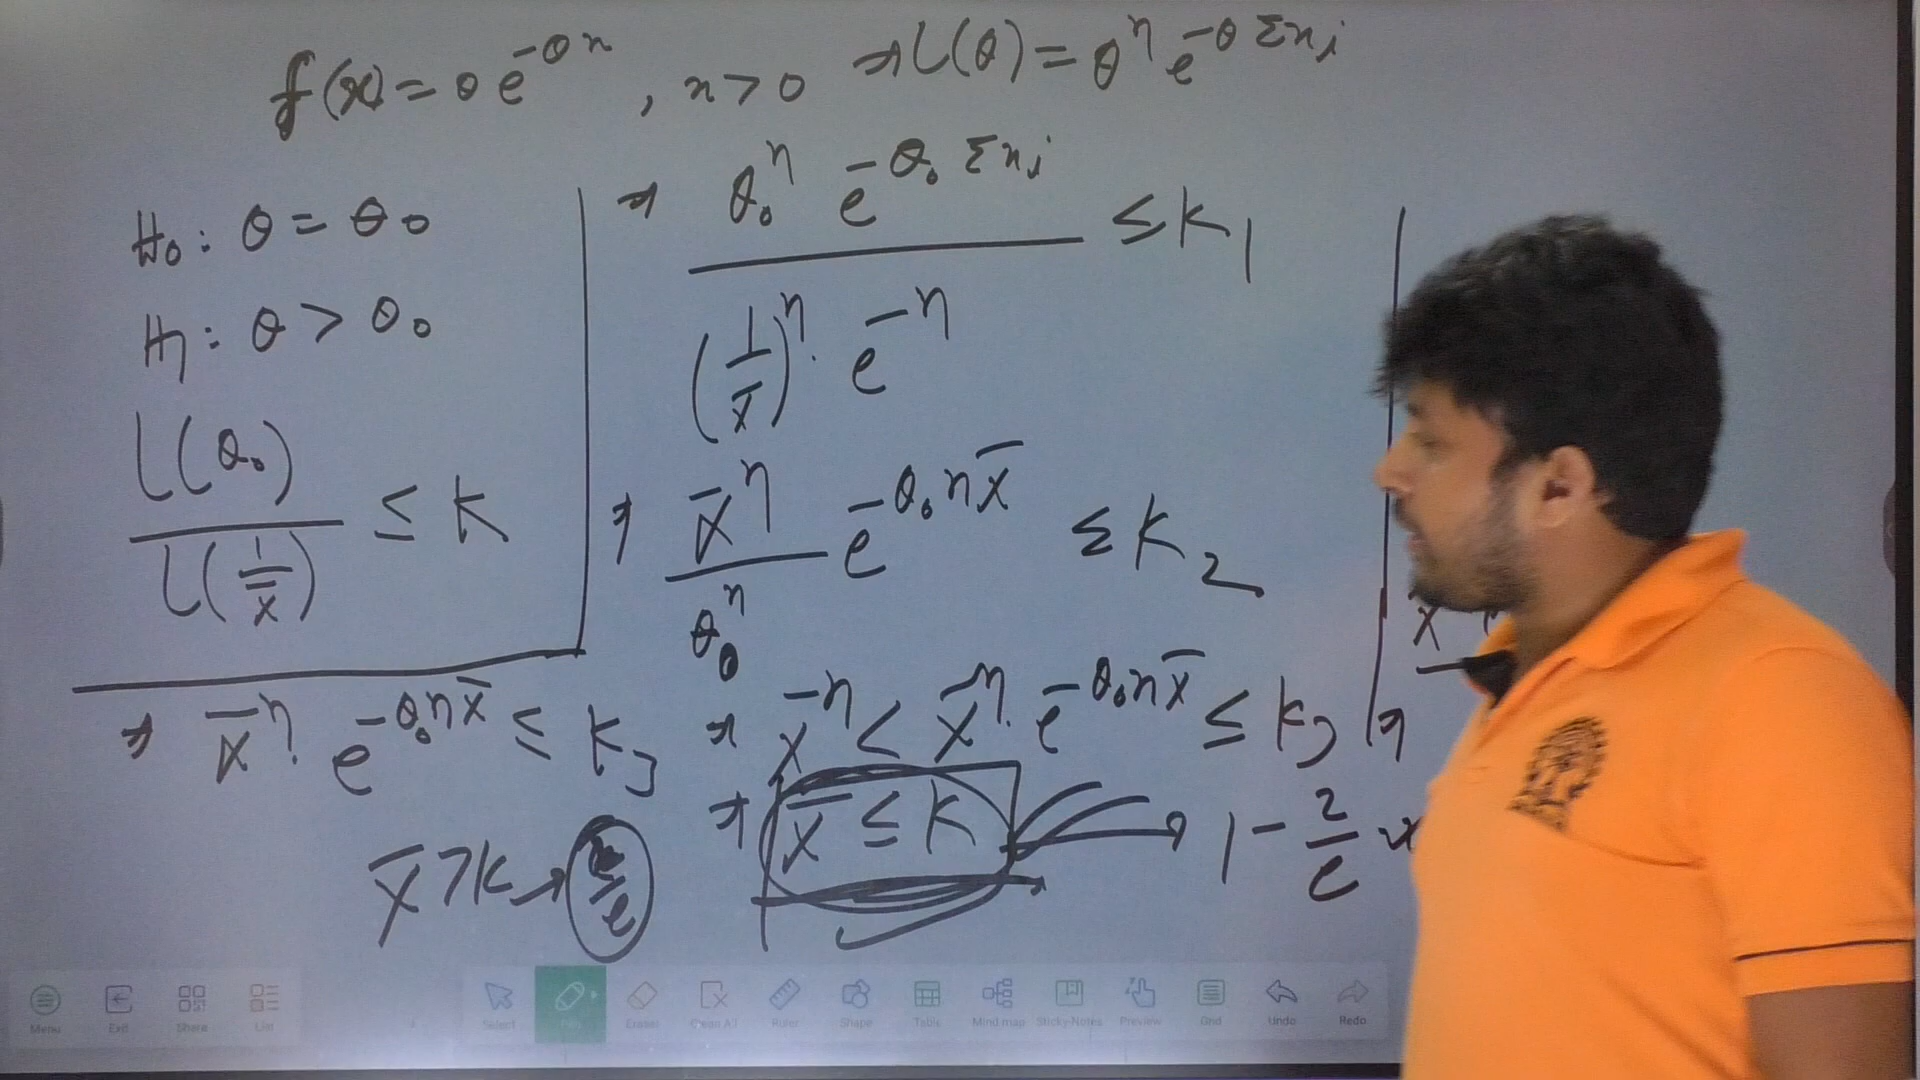 f(x) = θ e^{-θx} , x > 0 ⇒ L(θ) = θ^n e^{-θ Σx_i}
H₀ : θ = θ₀
H₁ : θ > θ₀
L(θ₀) / L(1/x̄) ≤ K
⇒ θ₀^n e^{-θ₀ Σx_i} / (1/x̄)^n · e^{-n} ≤ K₁
⇒ x̄^n / θ₀^n e^{-θ₀ n x̄} ≤ K₂
⇒ x̄^n · e^{-θ₀ n x̄} ≤ K₃
⇒ x̄^{-n} < x̄^n · e^{-θ₀ n x̄} ≤ K₃
⇒ x̄ ≤ K → 1 - 2/e
x̄ > K →
Menu Exit Share List Select Eraser Clean All Ruler Shape Table Mind map Sticky-Notes Preview Grid Undo Redo